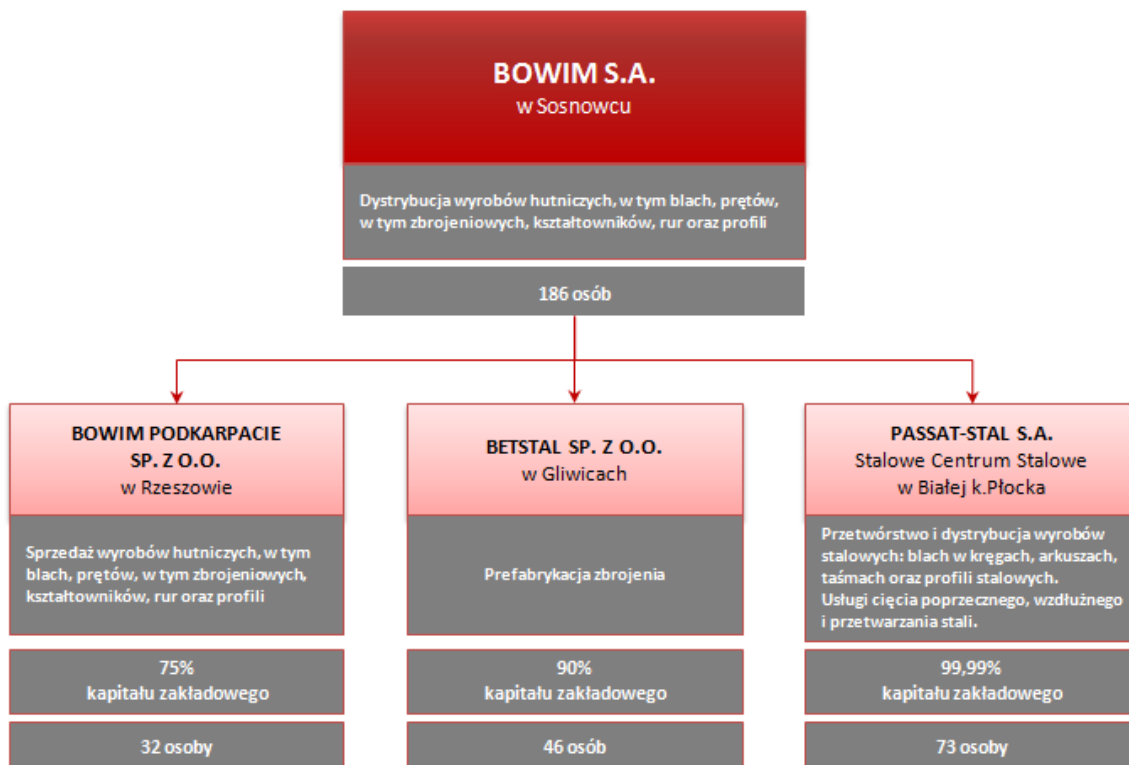 BOWIM S.A.
w Sosnowcu
Dystrybucja wyrobów hutniczych, w tym blach, prętów,
w tym zbrojeniowych, kształtowników, rur oraz profili
186 osób
BOWIM PODKARPACIE
SP. Z O.O.
w Rzeszowie
Sprzedaż wyrobów hutniczych, w tym
blach, prętów, w tym zbrojeniowych,
kształtowników, rur oraz profili
75%
kapitału zakładowego
32 osoby
BETSTAL SP. Z O.O.
w Gliwicach
Prefabrykacja zbrojenia
90%
kapitału zakładowego
46 osób
PASSAT-STAL S.A.
Stalowe Centrum Stalowe
w Białej k.Płocka
Przetwórstwo i dystrybucja wyrobów
stalowych: blach w kręgach, arkuszach,
taśmach oraz profili stalowych.
Usługi cięcia poprzecznego, wzdłużnego
i przetwarzania stali.
99,99%
kapitału zakładowego
73 osoby